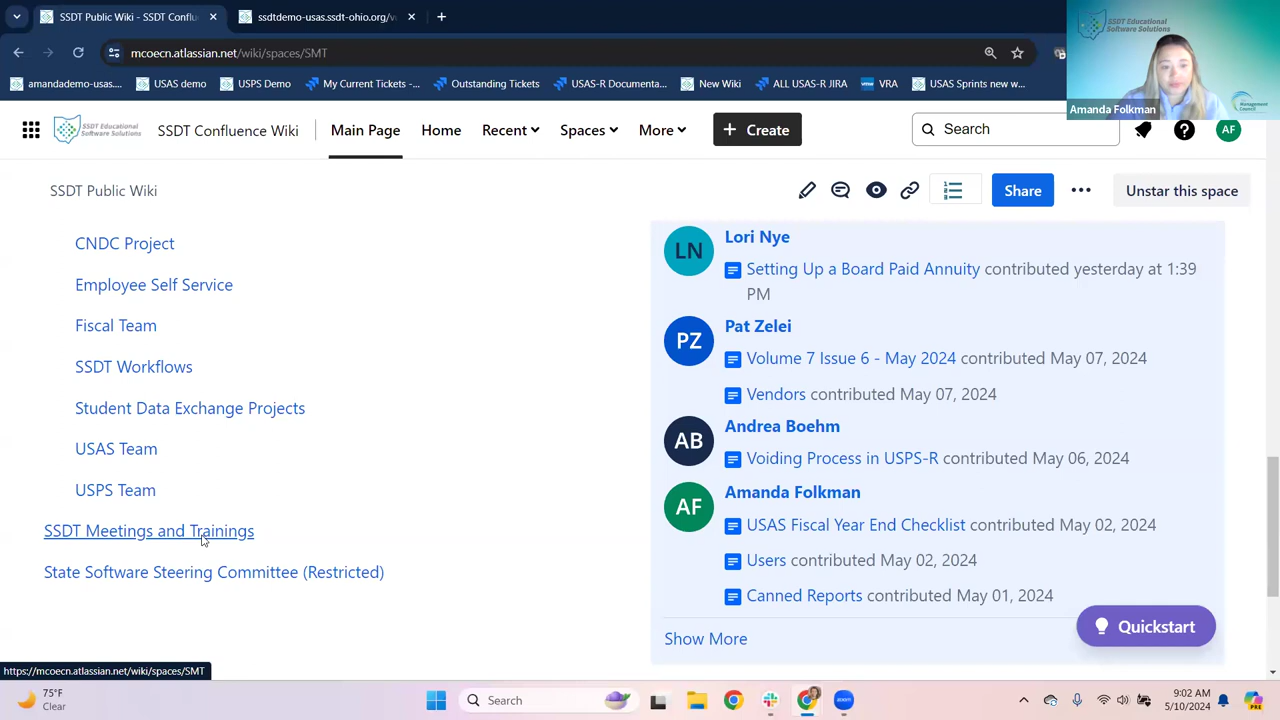 SSDT Public Wiki - SSDT Confl
ssdtdemo-usas.ssdt-ohio.org/v
mcoecn.atlassian.net/wiki/spaces/SMT
amandademo-usas...
USAS demo
USPS Demo
My Current Tickets -...
Outstanding Tickets
USAS-R Documenta...
New Wiki
ALL USAS-R JIRA
VRA
USAS Sprints new w...
SSDT Educational
Software Solutions
Amanda Folkman
Management
Council
SSDT Educational
Software Solutions
SSDT Confluence Wiki
Main Page
Home
Recent
Spaces
More
Create
Search
AF
SSDT Public Wiki
Share
Unstar this space
CNDC Project
Employee Self Service
Fiscal Team
SSDT Workflows
Student Data Exchange Projects
USAS Team
USPS Team
SSDT Meetings and Trainings
State Software Steering Committee (Restricted)
LN
Lori Nye
Setting Up a Board Paid Annuity contributed yesterday at 1:39
PM
PZ
Pat Zelei
Volume 7 Issue 6 - May 2024 contributed May 07, 2024
Vendors contributed May 07, 2024
AB
Andrea Boehm
Voiding Process in USPS-R contributed May 06, 2024
AF
Amanda Folkman
USAS Fiscal Year End Checklist contributed May 02, 2024
Users contributed May 02, 2024
Canned Reports contributed May 01, 2024
Show More
Quickstart
https://mcoecn.atlassian.net/wiki/spaces/SMT
75°F
Clear
Search
9:02 AM
5/10/2024
PRE